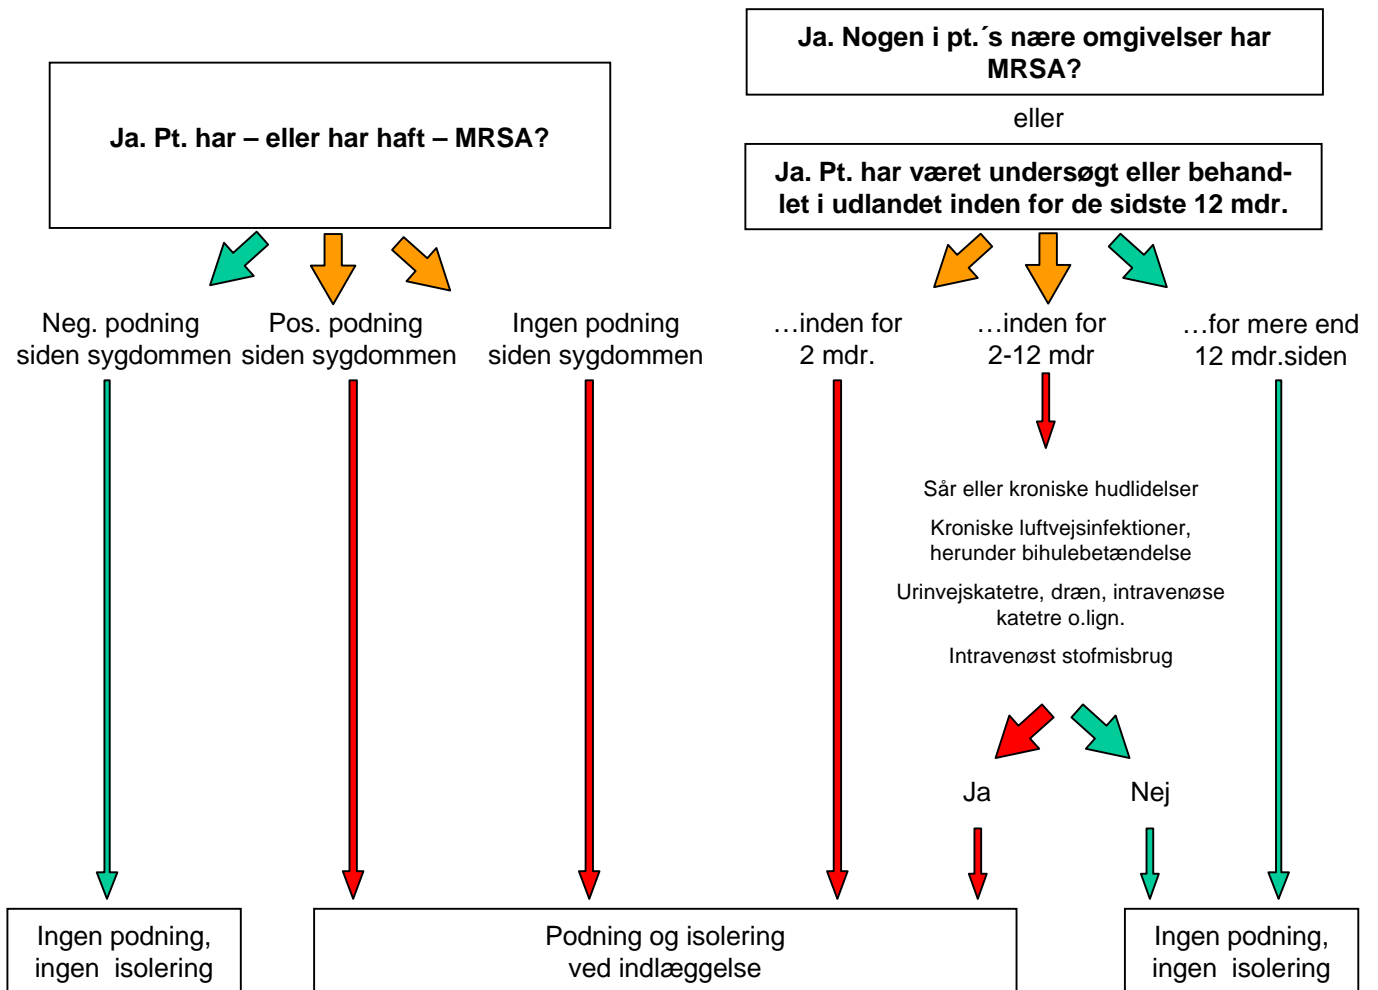 Ja. Pt. har – eller har haft – MRSA?
Ja. Nogen i pt.´s nære omgivelser har
MRSA?
eller
Ja. Pt. har været undersøgt eller behand-
let i udlandet inden for de sidste 12 mdr.
Neg. podning
siden sygdommen
Pos. podning
siden sygdommen
Ingen podning
siden sygdommen
…inden for
2 mdr.
…inden for
2-12 mdr
…for mere end
12 mdr.siden
Sår eller kroniske hudlidelser
Kroniske luftvejsinfektioner,
herunder bihulebetændelse
Urinvejskatetre, dræn, intravenøse
katetre o.lign.
Intravenøst stofmisbrug
Ja
Nej
Ingen podning,
ingen isolering
Podning og isolering
ved indlæggelse
Ingen podning,
ingen isolering